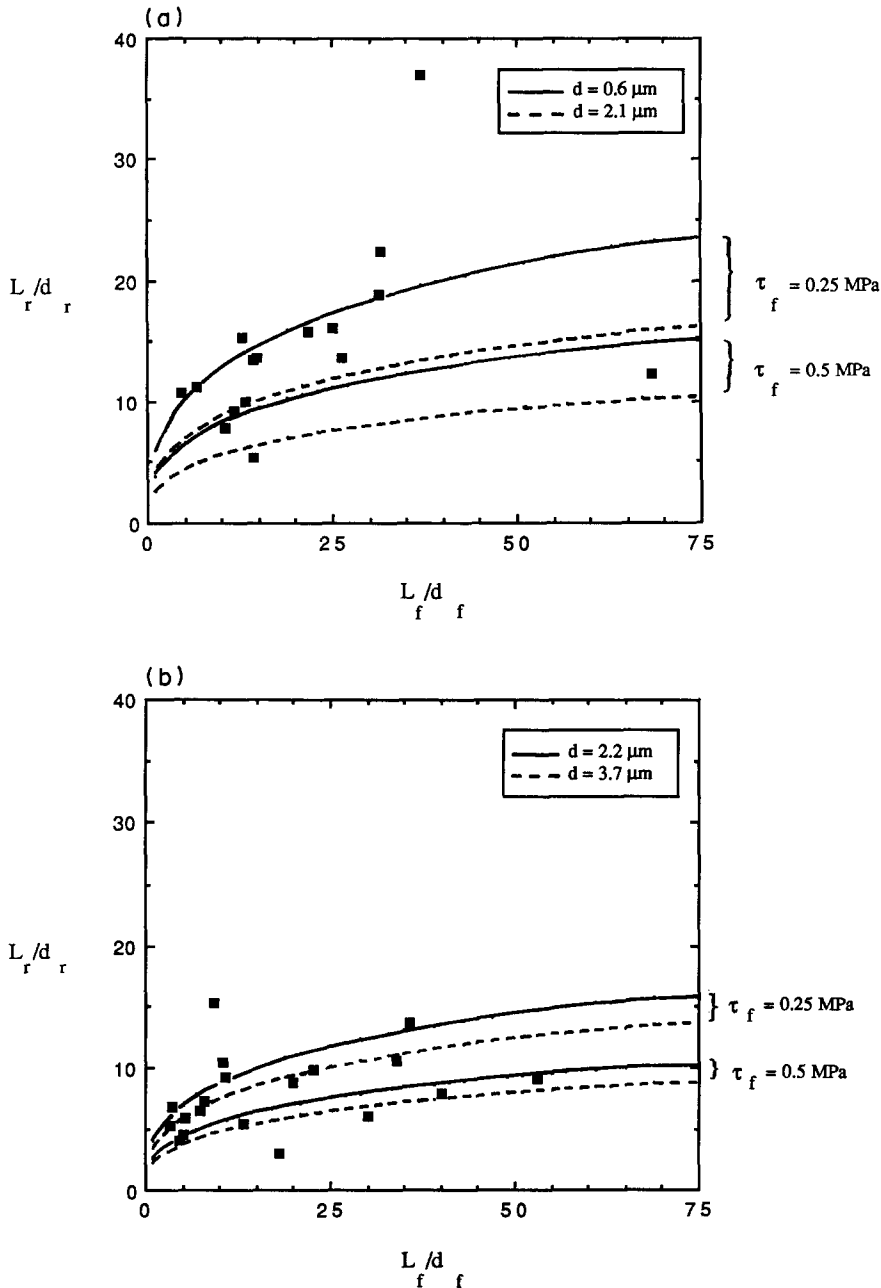 (a)
40
30
20
10
0
0 25 50 75
L_r/d_r
L_f/d_f
d = 0.6 µm
d = 2.1 µm
τ_f = 0.25 MPa
τ_f = 0.5 MPa
(b)
40
30
20
10
0
0 25 50 75
L_r/d_r
L_f/d_f
d = 2.2 µm
d = 3.7 µm
τ_f = 0.25 MPa
τ_f = 0.5 MPa